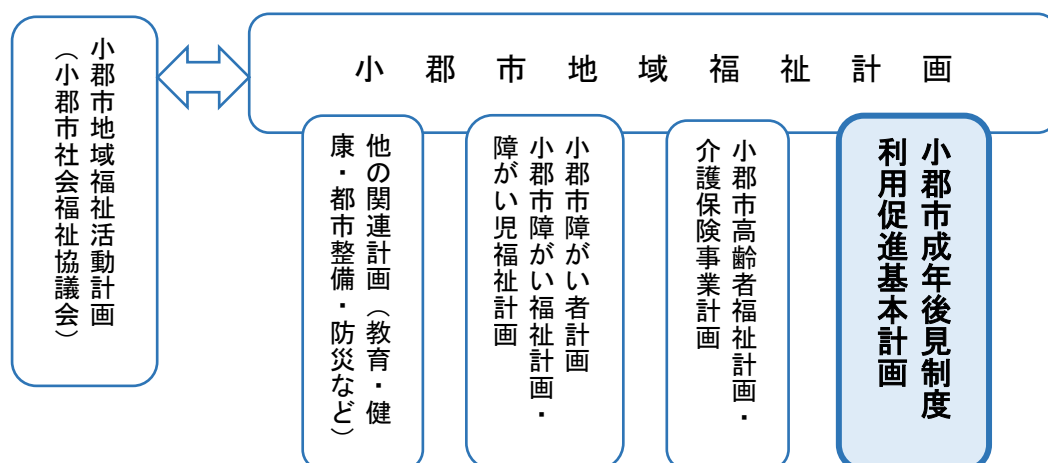 小郡市地域福祉計画
小郡市地域福祉活動計画
（小郡市社会福祉協議会）
他の関連計画（教育・健
康・都市整備・防災など）
小郡市障がい者計画
小郡市障がい福祉計画・
障がい児福祉計画
小郡市高齢者福祉計画・
介護保険事業計画
小郡市成年後見制度
利用促進基本計画